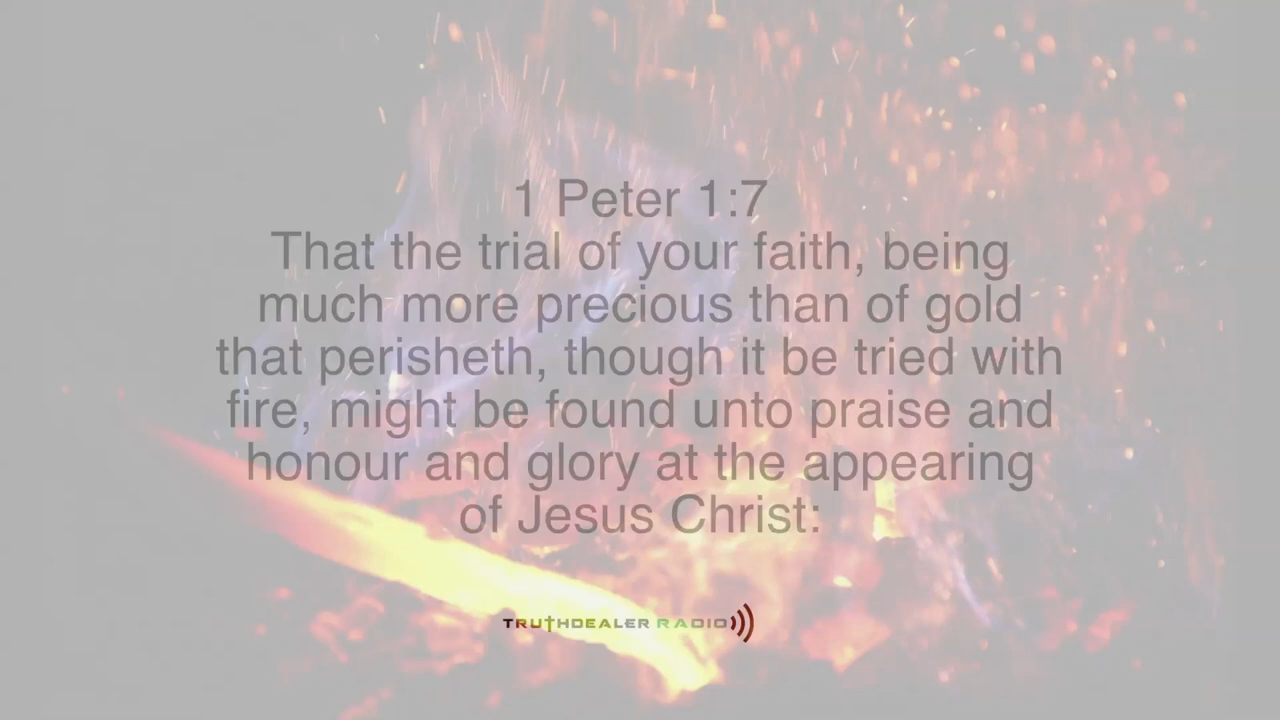 1 Peter 1:7
That the trial of your faith, being
much more precious than of gold
that perisheth, though it be tried with
fire, might be found unto praise and
honour and glory at the appearing
of Jesus Christ:
TRUTHDEALER RADIO